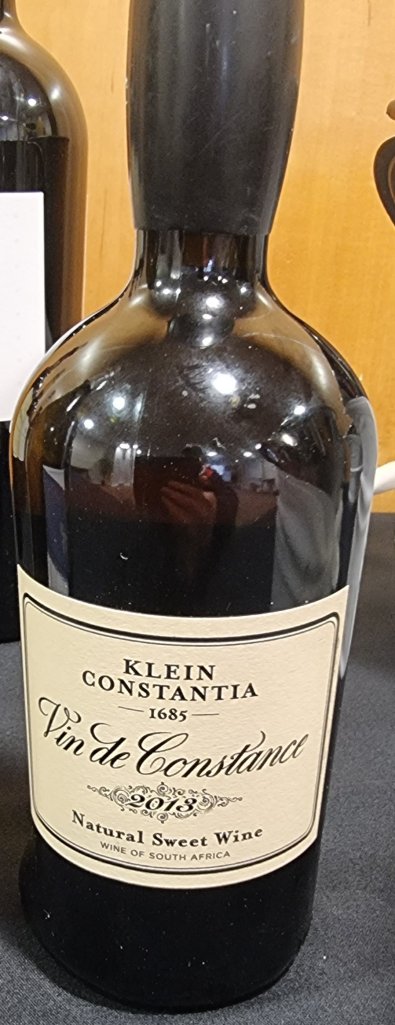 KLEIN
CONSTANTIA
1685
Vin de Constance
2013
Natural Sweet Wine
WINE OF SOUTH AFRICA